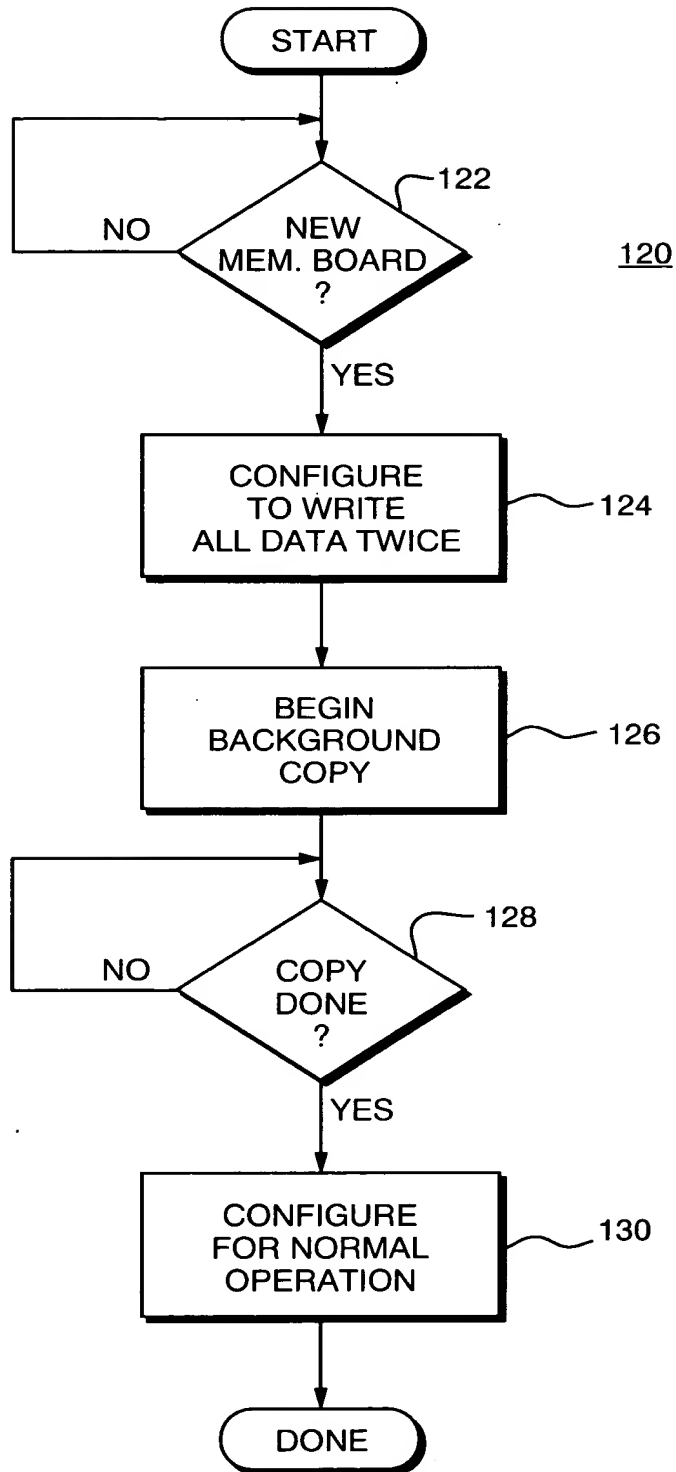 START
122
NEW
MEM. BOARD
?
NO
120
YES
CONFIGURE
TO WRITE
ALL DATA TWICE
124
BEGIN
BACKGROUND
COPY
126
128
NO
COPY
DONE
?
YES
CONFIGURE
FOR NORMAL
OPERATION
130
DONE